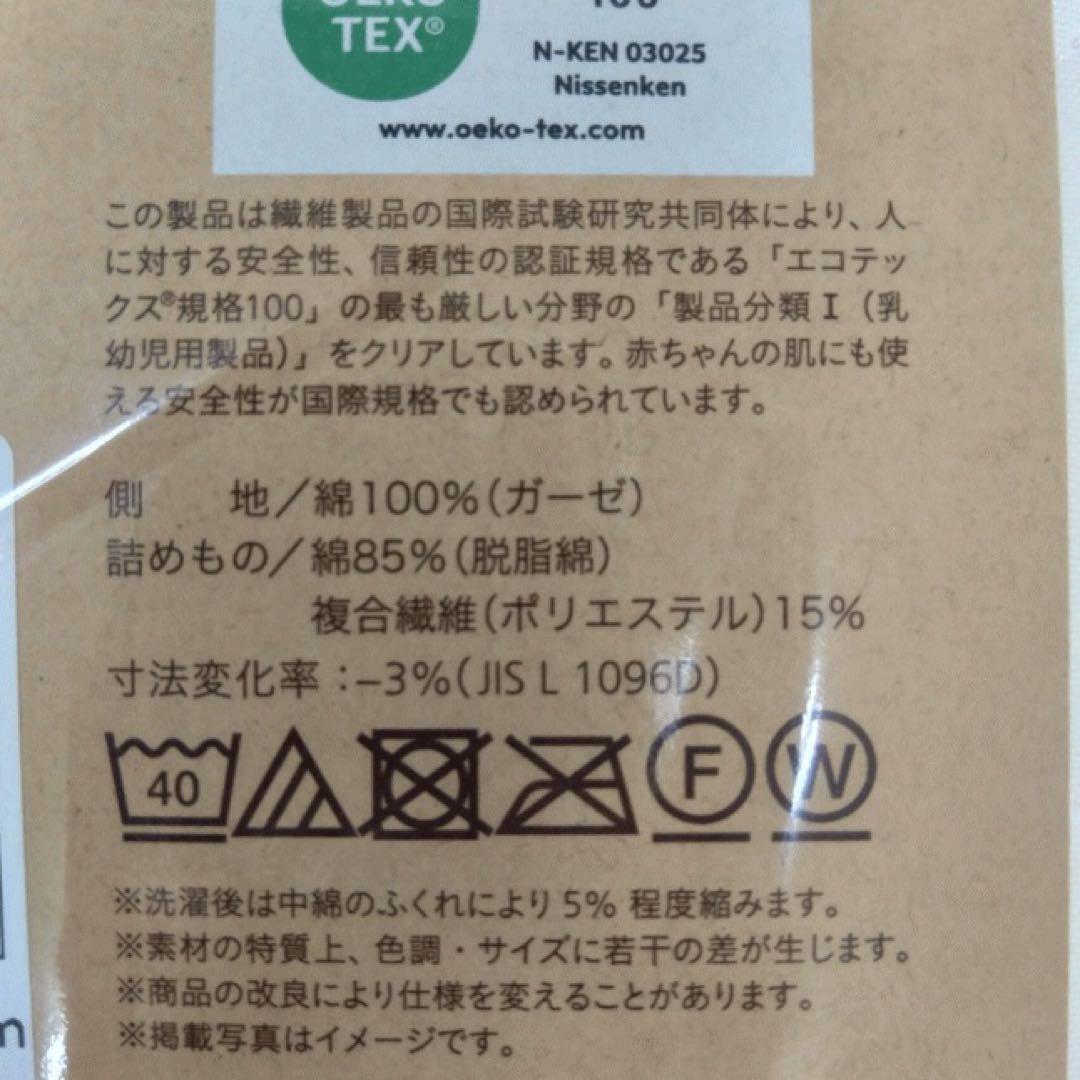 TEX®
N-KEN 03025
Nissenken
www.oeko-tex.com
この製品は繊維製品の国際試験研究共同体により、人
に対する安全性、信頼性の認証規格である「エコテッ
クス®規格100」の最も厳しい分野の「製品分類Ⅰ（乳
幼児用製品）」をクリアしています。赤ちゃんの肌にも使
える安全性が国際規格でも認められています。
側　　地／綿100％（ガーゼ）
詰めもの／綿85％（脱脂綿）
複合繊維（ポリエステル）15％
寸法変化率：−3％（JIS L 1096D）
40 F W
※洗濯後は中綿のふくれにより5％ 程度縮みます。
※素材の特質上、色調・サイズに若干の差が生じます。
※商品の改良により仕様を変えることがあります。
※掲載写真はイメージです。